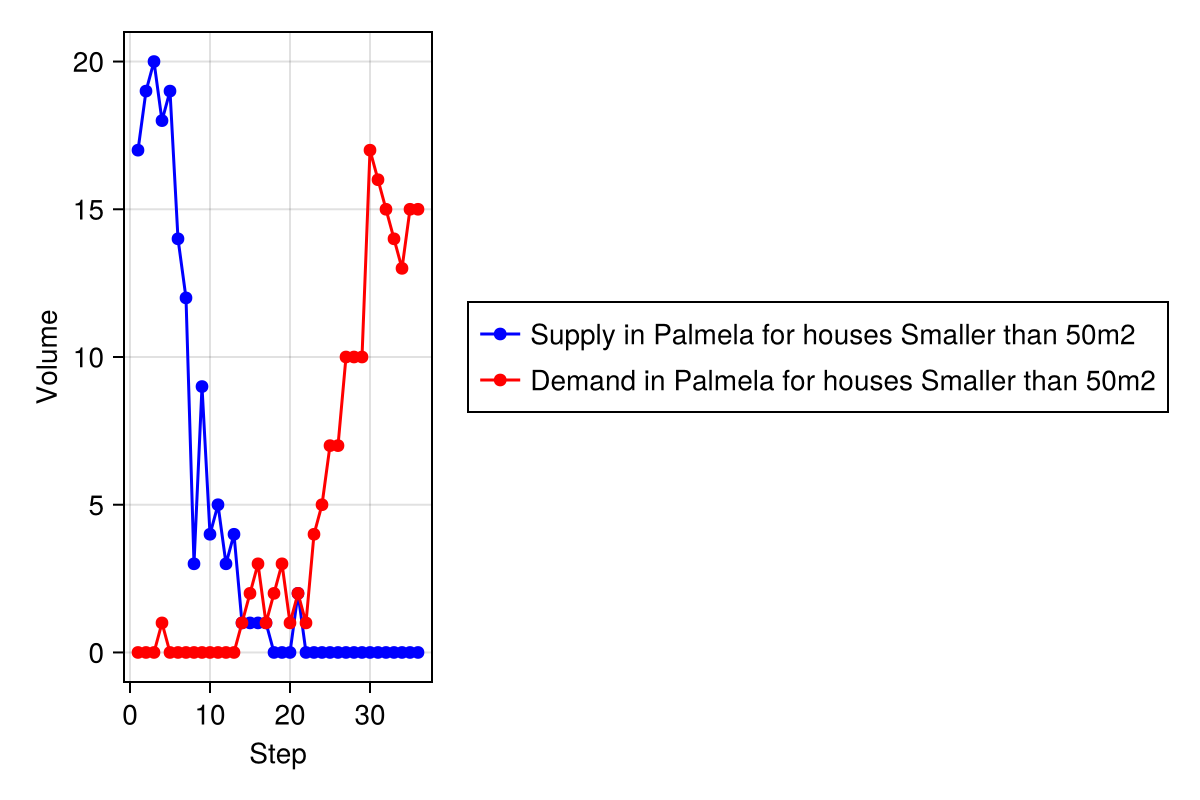 20
15
10
5
0
Volume
0 10 20 30
Step
Supply in Palmela for houses Smaller than 50m2
Demand in Palmela for houses Smaller than 50m2